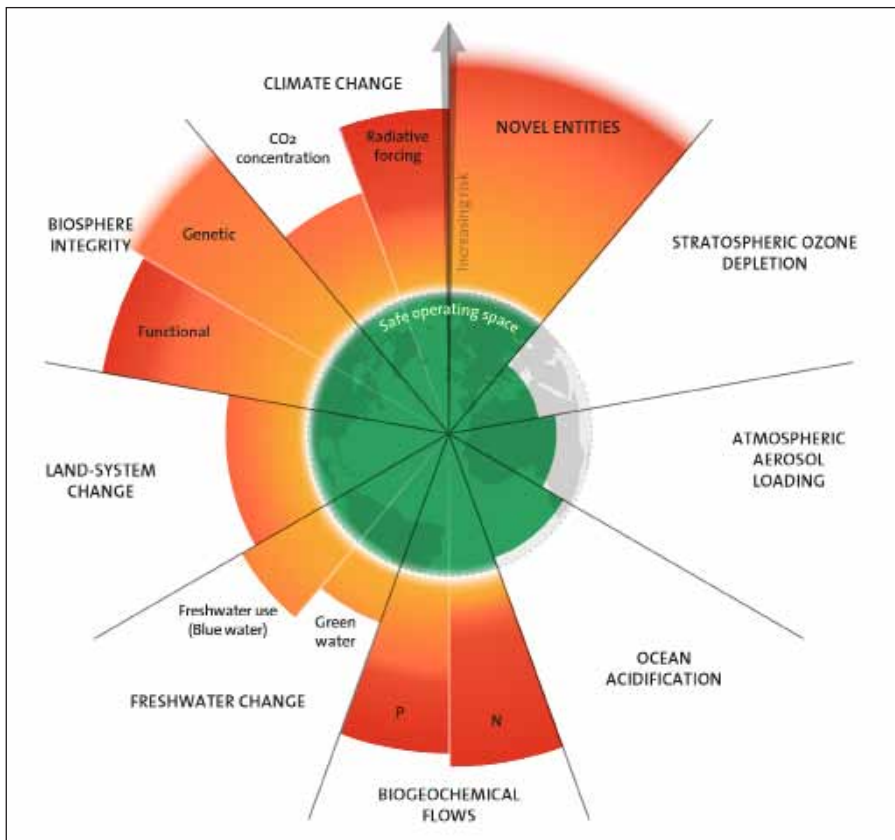 CLIMATE CHANGE
CO2
concentration
Radiative
forcing
Increasing risk
NOVEL ENTITIES
STRATOSPHERIC OZONE
DEPLETION
ATMOSPHERIC
AEROSOL
LOADING
OCEAN
ACIDIFICATION
BIOGEOCHEMICAL
FLOWS
P
N
FRESHWATER CHANGE
Green
water
Freshwater use
(Blue water)
LAND-SYSTEM
CHANGE
BIOSPHERE
INTEGRITY
Functional
Genetic
Safe operating space